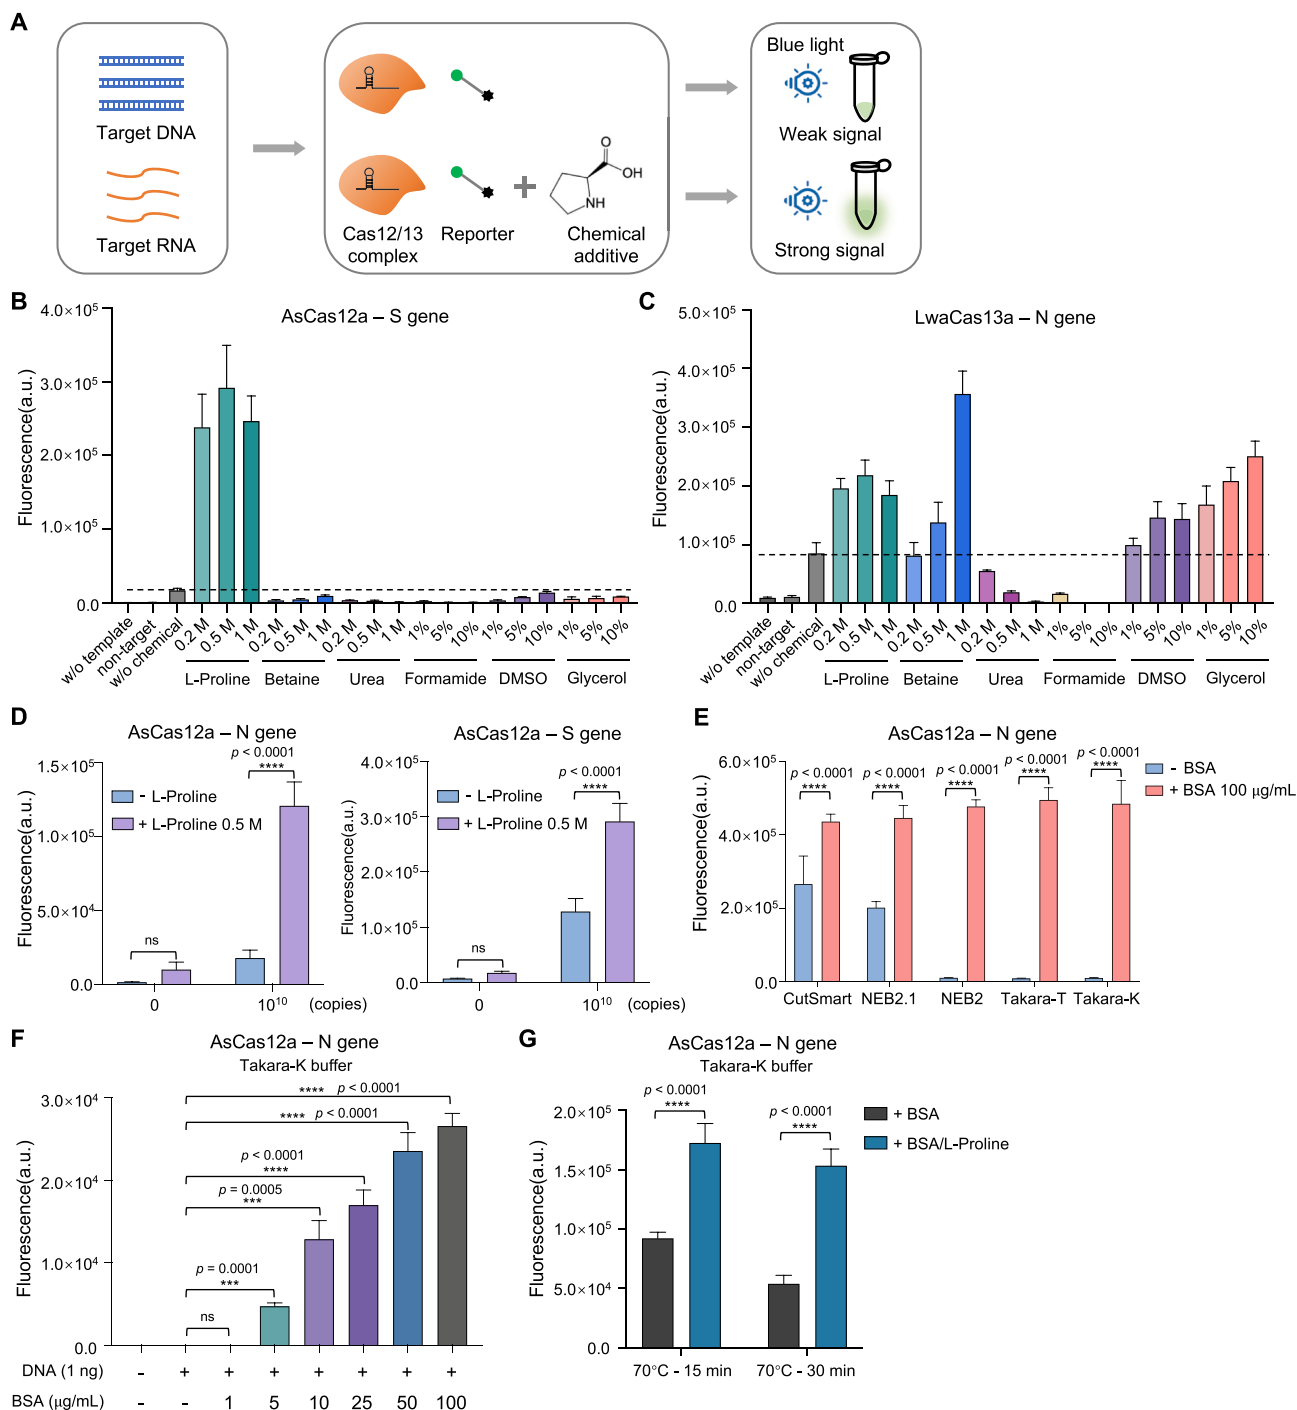 A
Target DNA
Target RNA
Cas12/13
complex
Reporter
O
OH
NH
Chemical
additive
Blue light
Weak signal
Strong signal
B
AsCas12a – S gene
Fluorescence(a.u.)
4.0×10⁵
3.0×10⁵
2.0×10⁵
1.0×10⁵
0.0
w/o template
non-target
w/o chemical
0.2 M
0.5 M
1 M
0.2 M
0.5 M
1 M
0.2 M
0.5 M
1 M
1%
5%
10%
1%
5%
10%
1%
5%
10%
L-Proline
Betaine
Urea
Formamide
DMSO
Glycerol
C
LwaCas13a – N gene
Fluorescence(a.u.)
5.0×10⁵
4.0×10⁵
3.0×10⁵
2.0×10⁵
1.0×10⁵
0.0
w/o template
non-target
w/o chemical
0.2 M
0.5 M
1 M
0.2 M
0.5 M
1 M
0.2 M
0.5 M
1 M
1%
5%
10%
1%
5%
10%
1%
5%
10%
L-Proline
Betaine
Urea
Formamide
DMSO
Glycerol
D
AsCas12a – N gene
p < 0.0001
****
- L-Proline
+ L-Proline 0.5 M
ns
Fluorescence(a.u.)
1.5×10⁵
1.0×10⁵
5.0×10⁴
0.0
0
10¹⁰
(copies)
AsCas12a – S gene
p < 0.0001
****
- L-Proline
+ L-Proline 0.5 M
ns
Fluorescence(a.u.)
4.0×10⁵
3.0×10⁵
2.0×10⁵
1.0×10⁵
0.0
0
10¹⁰
(copies)
E
AsCas12a – N gene
p < 0.0001
****
p < 0.0001
****
p < 0.0001
****
p < 0.0001
****
p < 0.0001
****
- BSA
+ BSA 100 μg/mL
Fluorescence(a.u.)
6.0×10⁵
4.0×10⁵
2.0×10⁵
0.0
CutSmart
NEB2.1
NEB2
Takara-T
Takara-K
F
AsCas12a – N gene
Takara-K buffer
**** p < 0.0001
**** p < 0.0001
p < 0.0001
****
p = 0.0005
***
p = 0.0001
***
ns
Fluorescence(a.u.)
3.0×10⁴
2.0×10⁴
1.0×10⁴
0.0
DNA (1 ng) - + + + + + + +
BSA (μg/mL) - - 1 5 10 25 50 100
G
AsCas12a – N gene
Takara-K buffer
p < 0.0001
****
p < 0.0001
****
+ BSA
+ BSA/L-Proline
Fluorescence(a.u.)
2.0×10⁵
1.5×10⁵
1.0×10⁵
5.0×10⁴
0.0
70°C - 15 min
70°C - 30 min